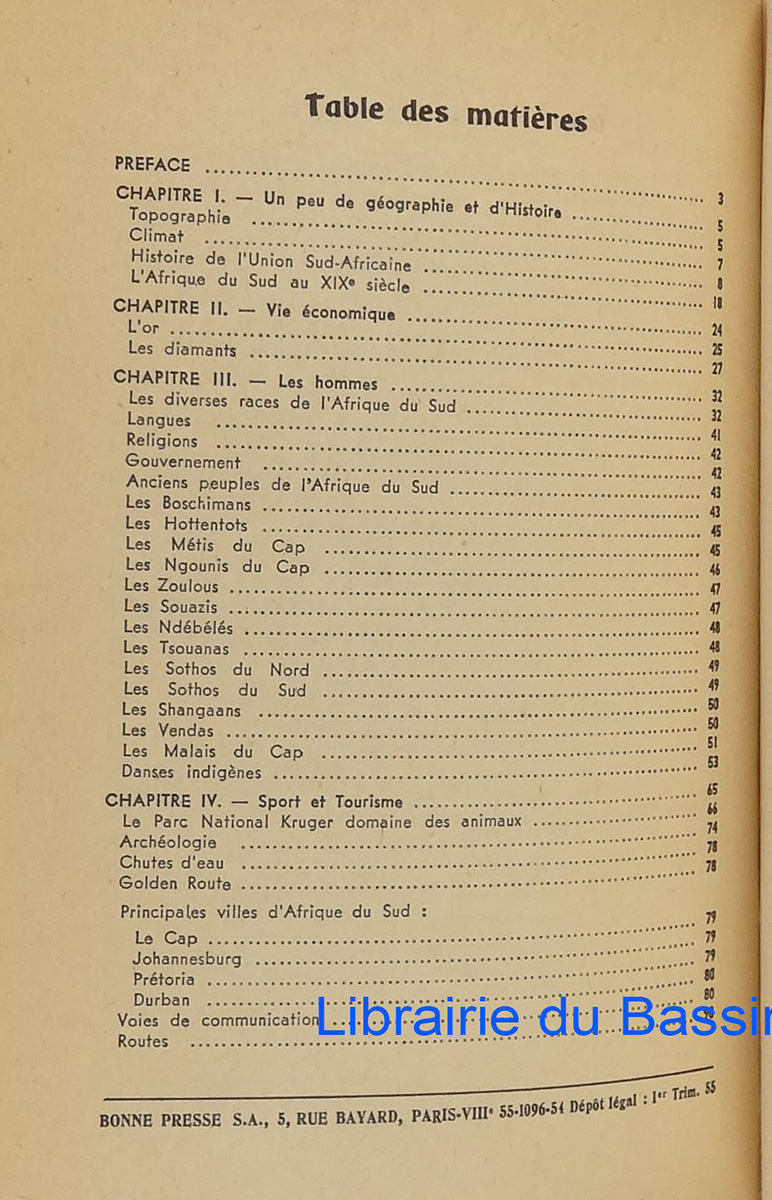 Table des matières
PREFACE ........ 3
CHAPITRE I. — Un peu de géographie et d'Histoire ........ 5
Topographie ........ 5
Climat ........ 7
Histoire de l'Union Sud-Africaine ........ 8
L'Afrique du Sud au XIXᵉ siècle ........ 18
CHAPITRE II. — Vie économique ........ 24
L'or ........ 25
Les diamants ........ 27
CHAPITRE III. — Les hommes ........ 32
Les diverses races de l'Afrique du Sud ........ 32
Langues ........ 41
Religions ........ 42
Gouvernement ........ 42
Anciens peuples de l'Afrique du Sud ........ 43
Les Boschimans ........ 43
Les Hottentots ........ 45
Les Métis du Cap ........ 45
Les Ngounis du Cap ........ 46
Les Zoulous ........ 47
Les Souazis ........ 47
Les Ndébélés ........ 48
Les Tsouanas ........ 48
Les Sothos du Nord ........ 49
Les Sothos du Sud ........ 49
Les Shangaans ........ 50
Les Vendas ........ 50
Les Malais du Cap ........ 51
Danses indigènes ........ 53
CHAPITRE IV. — Sport et Tourisme ........ 65
Le Parc National Kruger domaine des animaux ........ 66
Archéologie ........ 74
Chutes d'eau ........ 78
Golden Route ........ 78
Principales villes d'Afrique du Sud :
Le Cap ........ 79
Johannesburg ........ 79
Prétoria ........ 79
Durban ........ 80
Voies de communication ........ 80
Routes ........
Librairie du Bassin
BONNE PRESSE S.A., 5, RUE BAYARD, PARIS-VIIIᵉ 55-1096-54 Dépôt légal : 1ᵉʳ Trim. 55